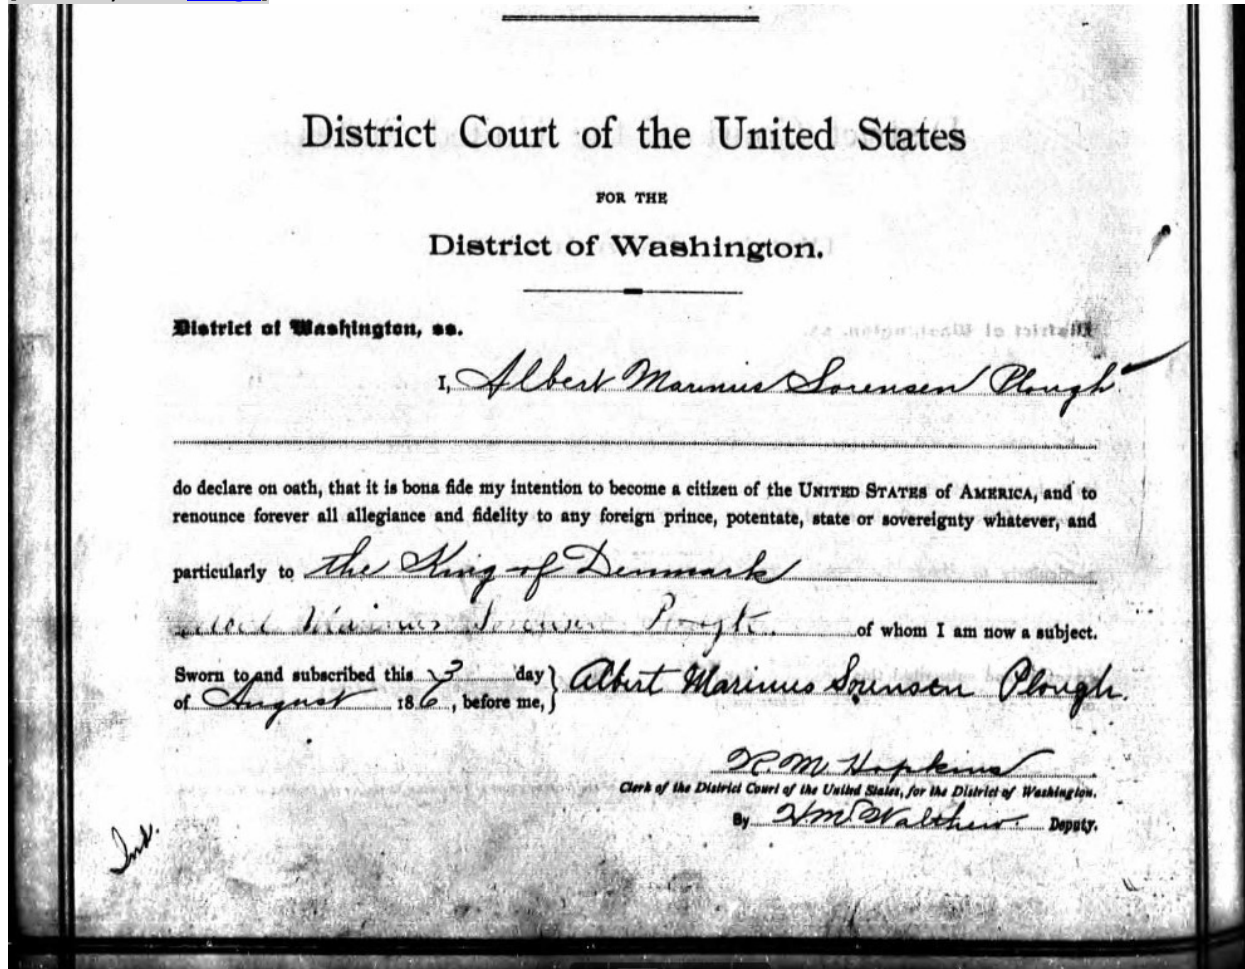 District Court of the United States
FOR THE
District of Washington.
District of Washington, ss.
I, Albert Marinus Sorensen Plough
do declare on oath, that it is bona fide my intention to become a citizen of the UNITED STATES of AMERICA, and to
renounce forever all allegiance and fidelity to any foreign prince, potentate, state or sovereignty whatever, and
particularly to the King of Denmark
Marinus Sorensen of whom I am now a subject.
Sworn to and subscribed this 3 day
of August 186, before me,
Albert Marinus Sorensen Plough.
R. M. Hopkins
Clerk of the District Court of the United States, for the District of Washington.
By H. M. Walthew Deputy.
Ind.